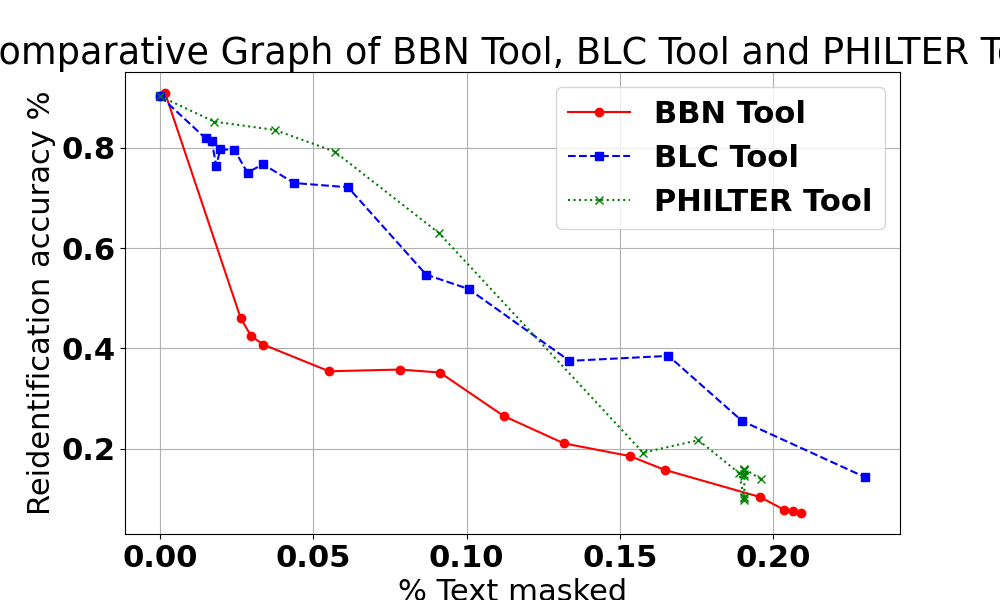 omparative Graph of BBN Tool, BLC Tool and PHILTER T
Reidentification accuracy %
0.8
0.6
0.4
0.2
BBN Tool
BLC Tool
PHILTER Tool
0.00 0.05 0.10 0.15 0.20
% Text masked